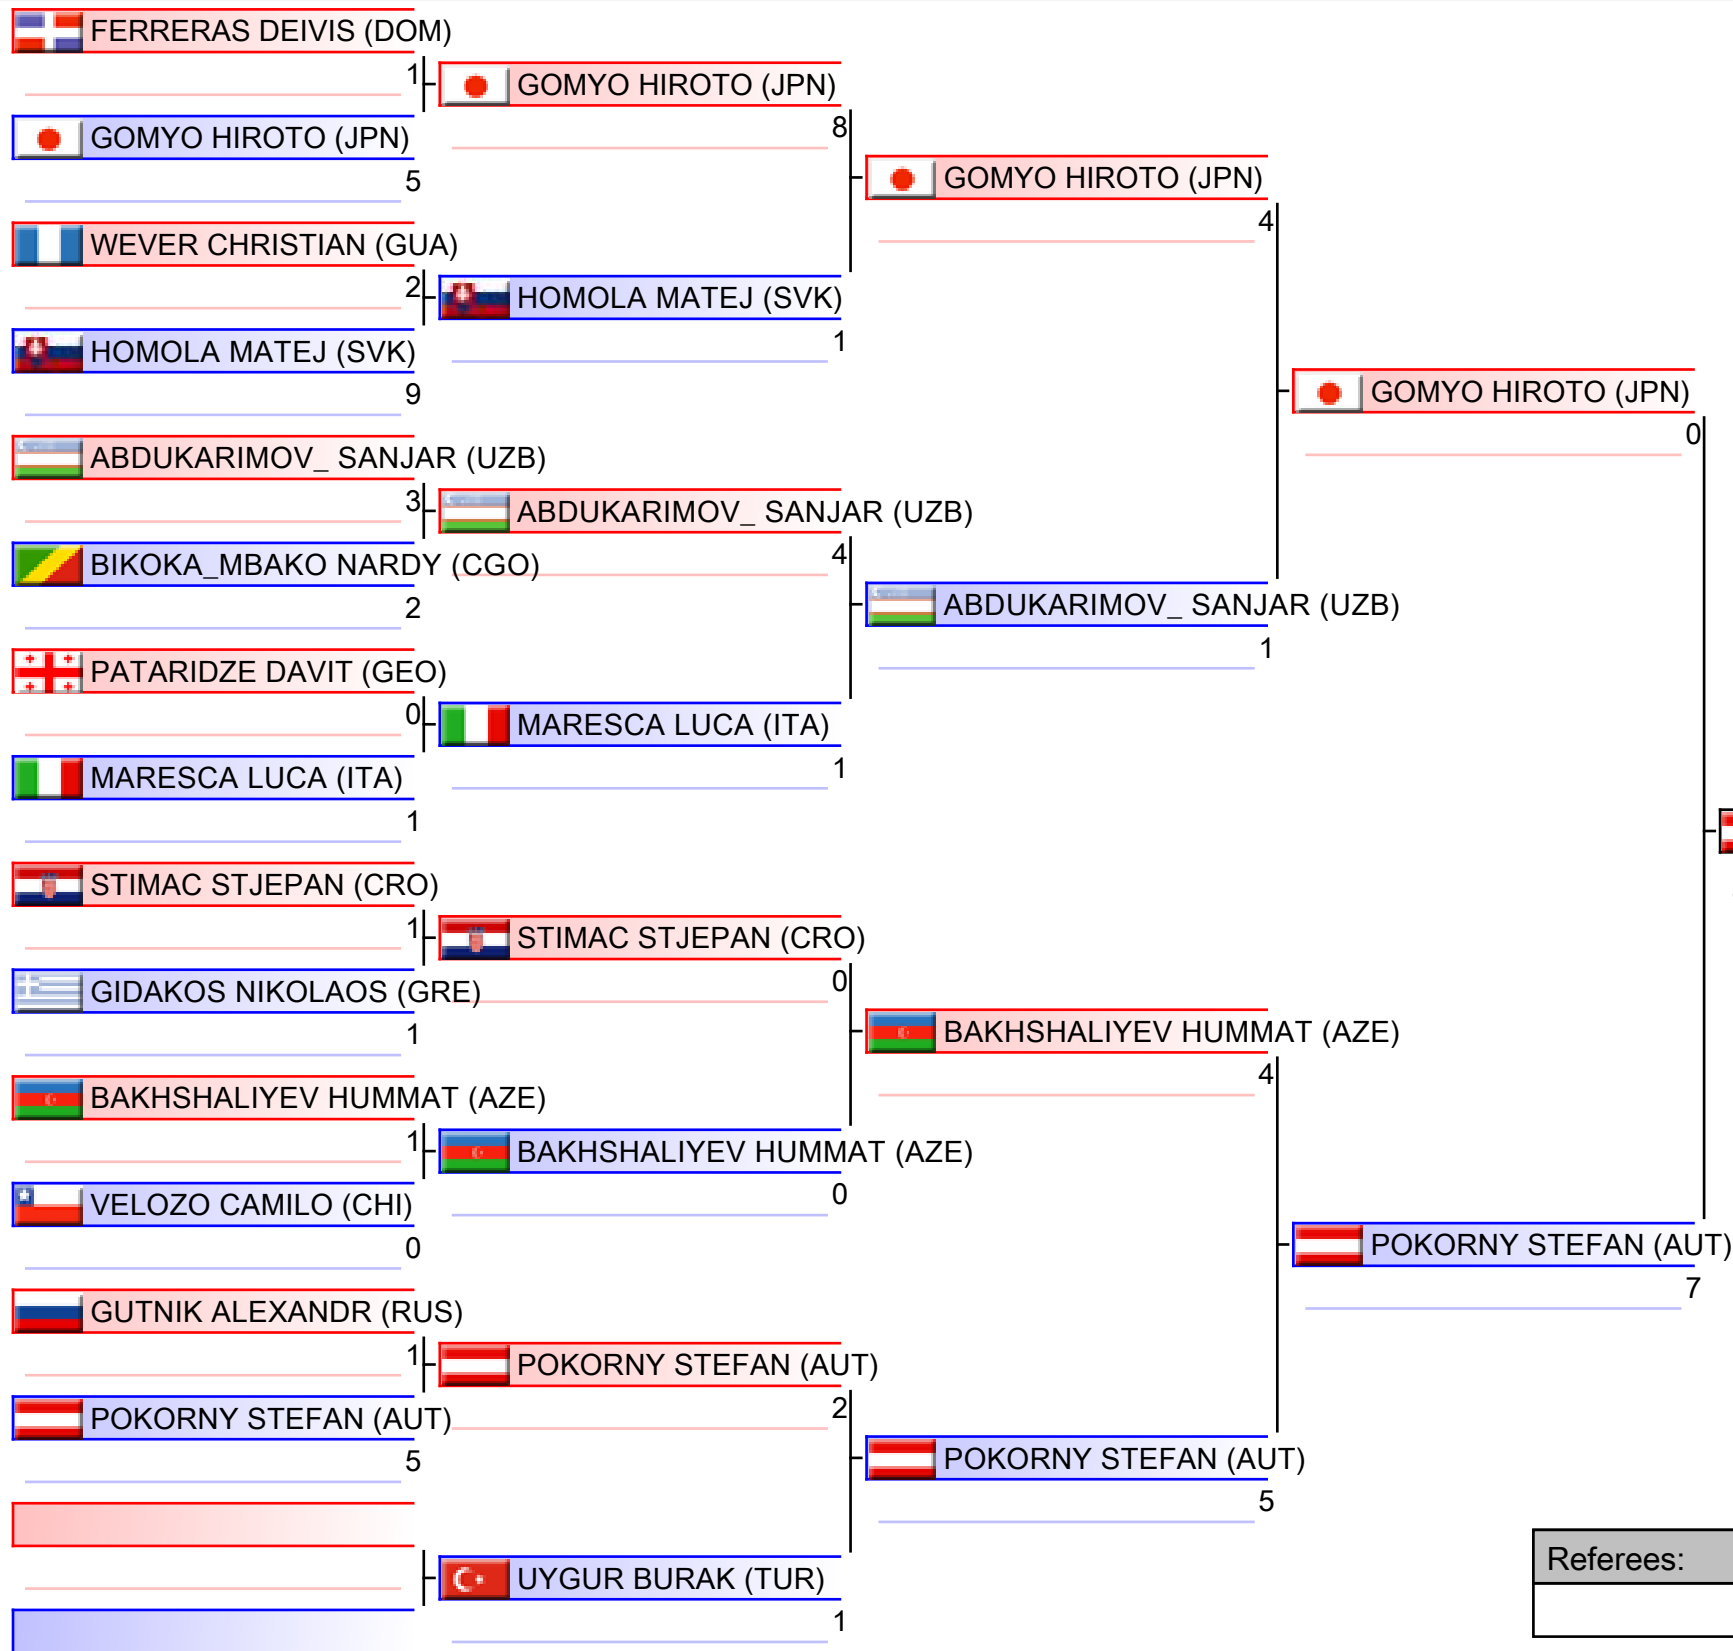 FERRERAS DEIVIS (DOM)
1
GOMYO HIROTO (JPN)
GOMYO HIROTO (JPN)
8
5
GOMYO HIROTO (JPN)
4
WEVER CHRISTIAN (GUA)
2
HOMOLA MATEJ (SVK)
1
HOMOLA MATEJ (SVK)
9
GOMYO HIROTO (JPN)
0
ABDUKARIMOV_ SANJAR (UZB)
3
ABDUKARIMOV_ SANJAR (UZB)
4
BIKOKA_MBAKO NARDY (CGO)
2
ABDUKARIMOV_ SANJAR (UZB)
1
PATARIDZE DAVIT (GEO)
0
MARESCA LUCA (ITA)
1
MARESCA LUCA (ITA)
1
STIMAC STJEPAN (CRO)
1
STIMAC STJEPAN (CRO)
0
GIDAKOS NIKOLAOS (GRE)
1
BAKHSHALIYEV HUMMAT (AZE)
4
BAKHSHALIYEV HUMMAT (AZE)
1
BAKHSHALIYEV HUMMAT (AZE)
0
VELOZO CAMILO (CHI)
0
POKORNY STEFAN (AUT)
7
GUTNIK ALEXANDR (RUS)
1
POKORNY STEFAN (AUT)
2
POKORNY STEFAN (AUT)
5
POKORNY STEFAN (AUT)
5
UYGUR BURAK (TUR)
1
Referees: